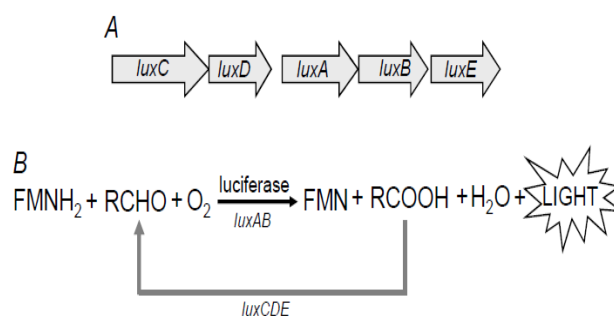 A
luxC luxD luxA luxB luxE
B
FMNH₂ + RCHO + O₂ luciferase luxAB FMN + RCOOH + H₂O + LIGHT
luxCDE